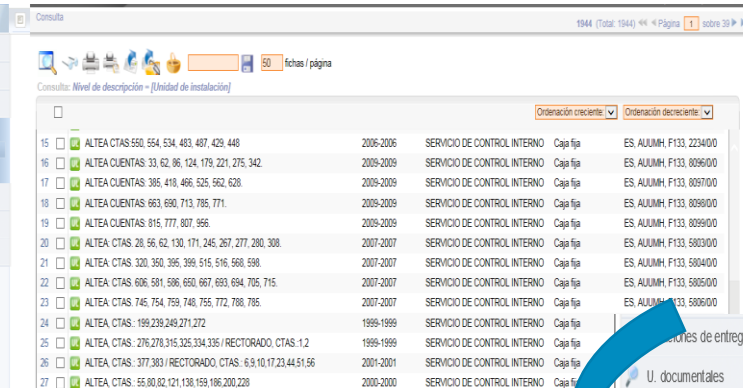 Consulta
1944 (Total: 1944) Página 1 sobre 39
50 fichas / página
Consulta: Nivel de descripción = [Unidad de instalación]
Ordenación creciente: Ordenación decreciente:
15 ALTEA CTAS:550, 554, 534, 483, 487, 429, 448 2006-2006 SERVICIO DE CONTROL INTERNO Caja fija ES, AUUMH, F133, 2234/0/0
16 ALTEA CUENTAS: 33, 62, 86, 124, 179, 221, 275, 342. 2009-2009 SERVICIO DE CONTROL INTERNO Caja fija ES, AUUMH, F133, 8096/0/0
17 ALTEA CUENTAS: 385, 418, 466, 525, 562, 628. 2009-2009 SERVICIO DE CONTROL INTERNO Caja fija ES, AUUMH, F133, 8097/0/0
18 ALTEA CUENTAS: 663, 690, 713, 785, 771. 2009-2009 SERVICIO DE CONTROL INTERNO Caja fija ES, AUUMH, F133, 8098/0/0
19 ALTEA CUENTAS: 815, 777, 807, 956. 2009-2009 SERVICIO DE CONTROL INTERNO Caja fija ES, AUUMH, F133, 8099/0/0
20 ALTEA: CTAS. 28, 56, 62, 130, 171, 245, 267, 277, 280, 308. 2007-2007 SERVICIO DE CONTROL INTERNO Caja fija ES, AUUMH, F133, 5803/0/0
21 ALTEA: CTAS. 320, 350, 395, 399, 515, 516, 568, 598. 2007-2007 SERVICIO DE CONTROL INTERNO Caja fija ES, AUUMH, F133, 5804/0/0
22 ALTEA: CTAS. 606, 581, 586, 650, 667, 693, 694, 705, 715. 2007-2007 SERVICIO DE CONTROL INTERNO Caja fija ES, AUUMH, F133, 5805/0/0
23 ALTEA: CTAS. 745, 754, 759, 748, 755, 772, 788, 785. 2007-2007 SERVICIO DE CONTROL INTERNO Caja fija ES, AUUMH, F133, 5806/0/0
24 ALTEA, CTAS.: 199,239,249,271,272 1999-1999 SERVICIO DE CONTROL INTERNO Caja fija
25 ALTEA, CTAS.: 276,278,315,325,334,335 / RECTORADO, CTAS.:1,2 1999-1999 SERVICIO DE CONTROL INTERNO Caja fija
26 ALTEA, CTAS.: 377,383 / RECTORADO, CTAS.: 6,9,10,17,23,44,51,56 2001-2001 SERVICIO DE CONTROL INTERNO Caja
27 ALTEA, CTAS.: 55,80,82,121,138,159,186,200,228 2000-2000 SERVICIO DE CONTROL INTERNO Caja
de entreg
U. documentales